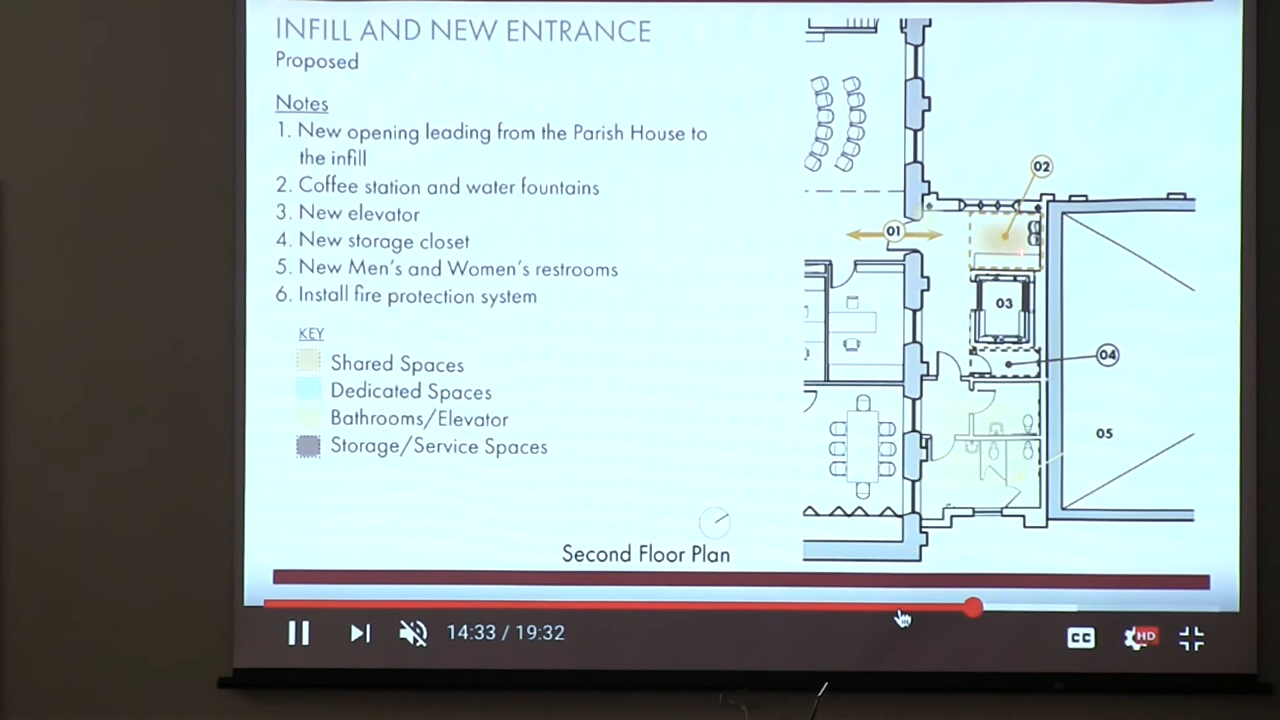 INFILL AND NEW ENTRANCE
Proposed
Notes
1. New opening leading from the Parish House to
the infill
2. Coffee station and water fountains
3. New elevator
4. New storage closet
5. New Men's and Women's restrooms
6. Install fire protection system
KEY
Shared Spaces
Dedicated Spaces
Bathrooms/Elevator
Storage/Service Spaces
02
01
03
04
05
Second Floor Plan
14:33 / 19:32
CC
HD